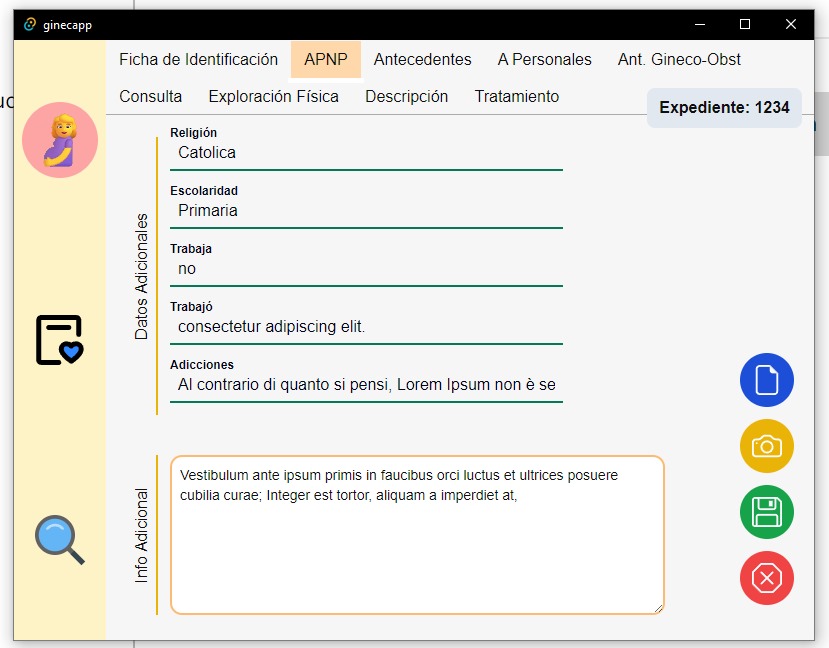 ginecapp
Ficha de Identificación APNP Antecedentes A Personales Ant. Gineco-Obst
Consulta Exploración Física Descripción Tratamiento
Expediente: 1234
Datos Adicionales
Religión
Catolica
Escolaridad
Primaria
Trabaja
no
Trabajó
consectetur adipiscing elit.
Adicciones
Al contrario di quanto si pensi, Lorem Ipsum non è se
Info Adicional
Vestibulum ante ipsum primis in faucibus orci luctus et ultrices posuere
cubilia curae; Integer est tortor, aliquam a imperdiet at,